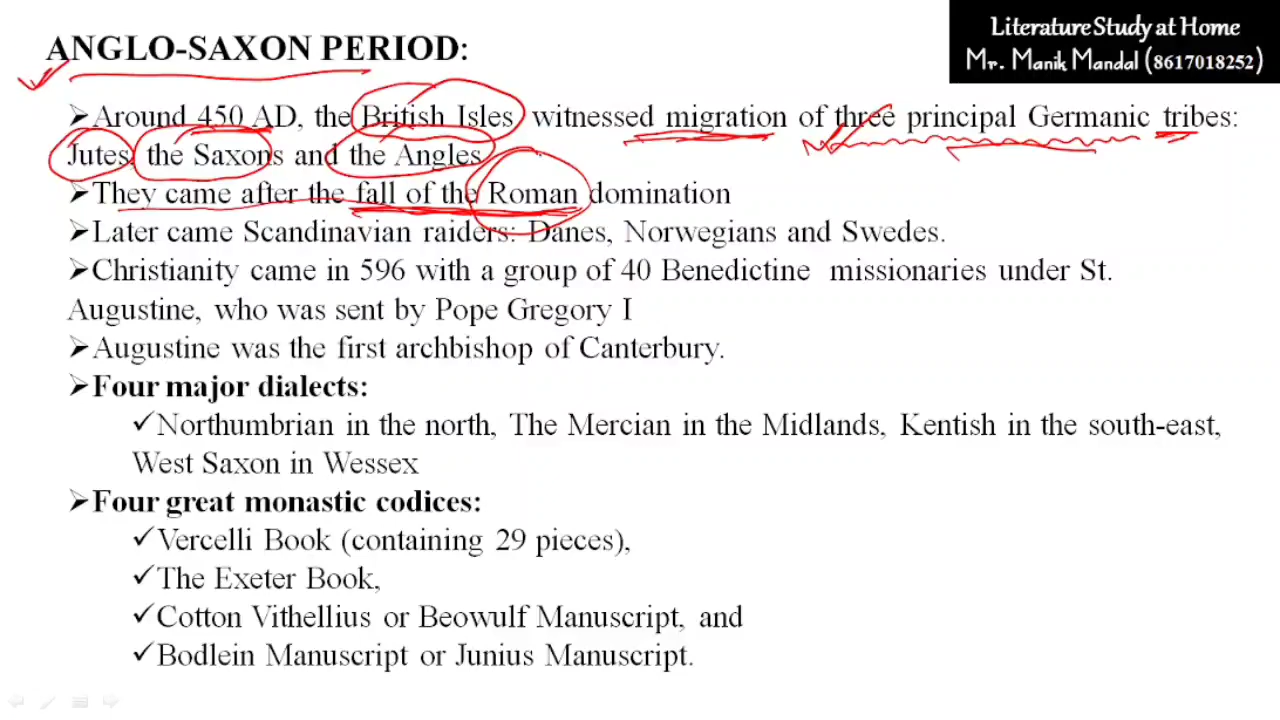 Literature Study at Home
Mr. Manik Mandal (8617018252)
ANGLO-SAXON PERIOD:
➢Around 450 AD, the British Isles witnessed migration of three principal Germanic tribes:
Jutes, the Saxons and the Angles.
➢They came after the fall of the Roman domination
➢Later came Scandinavian raiders: Danes, Norwegians and Swedes.
➢Christianity came in 596 with a group of 40 Benedictine missionaries under St.
Augustine, who was sent by Pope Gregory I
➢Augustine was the first archbishop of Canterbury.
➢Four major dialects:
✓Northumbrian in the north, The Mercian in the Midlands, Kentish in the south-east,
West Saxon in Wessex
➢Four great monastic codices:
✓Vercelli Book (containing 29 pieces),
✓The Exeter Book,
✓Cotton Vithellius or Beowulf Manuscript, and
✓Bodlein Manuscript or Junius Manuscript.